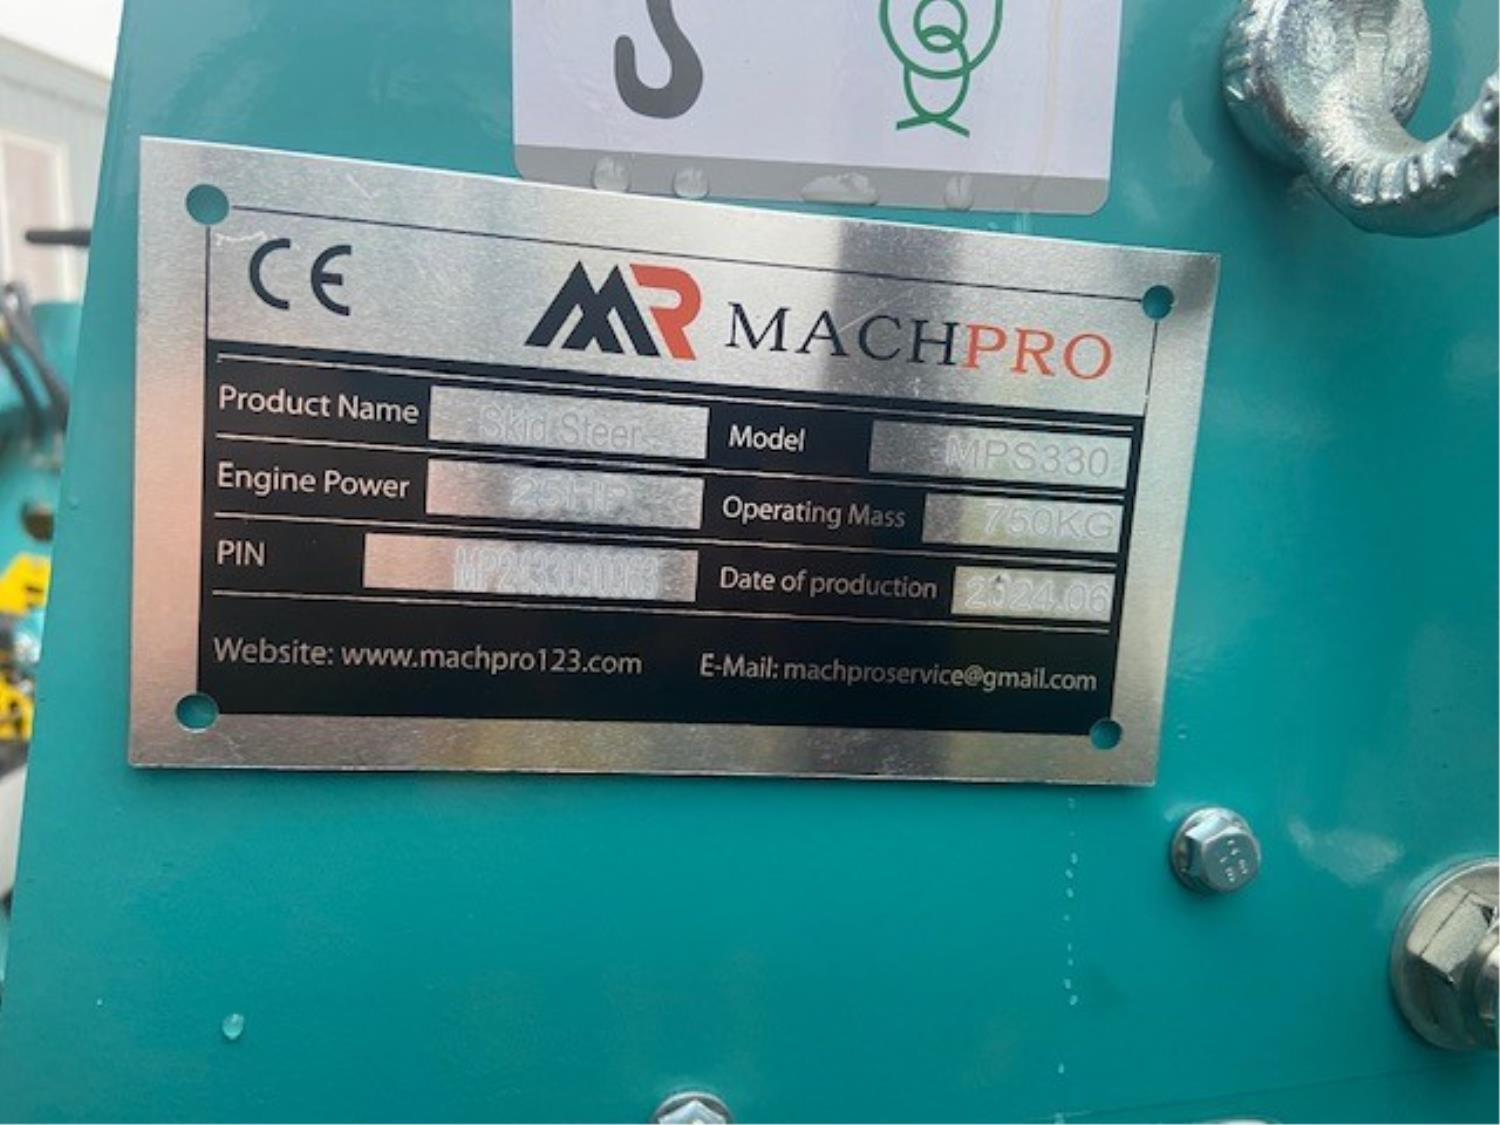 CE MACHPRO
Product Name Skid Steer Model MPS330
Engine Power 25HP Operating Mass 750KG
PIN Date of production 2024.06
Website: www.machpro123.com E-Mail: machproservice@gmail.com